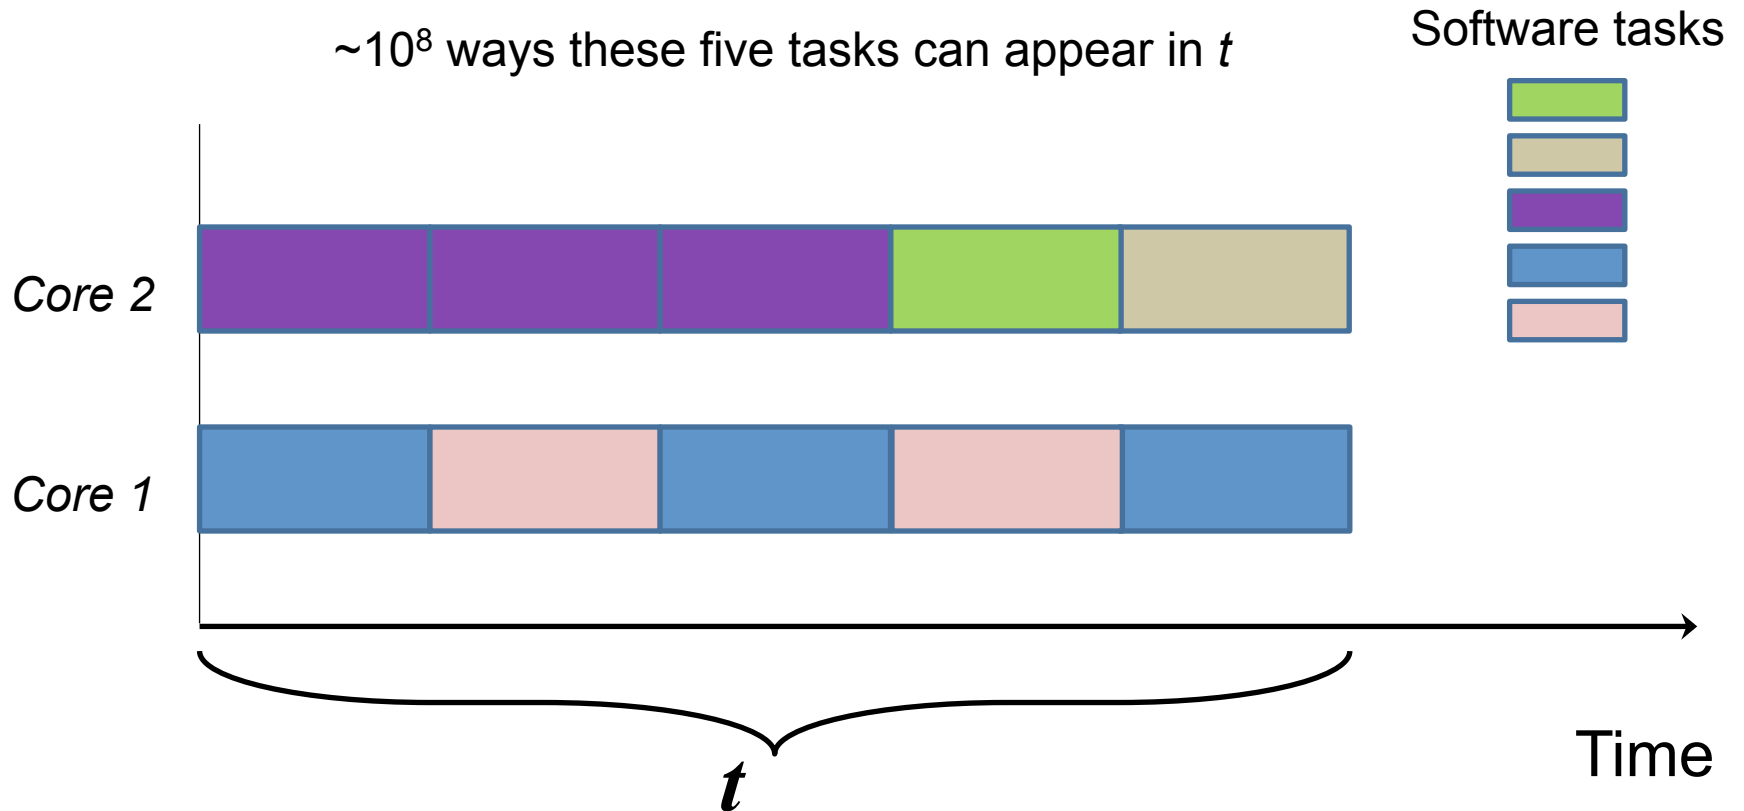 ~10⁸ ways these five tasks can appear in t
Software tasks
Core 2
Core 1
t
Time